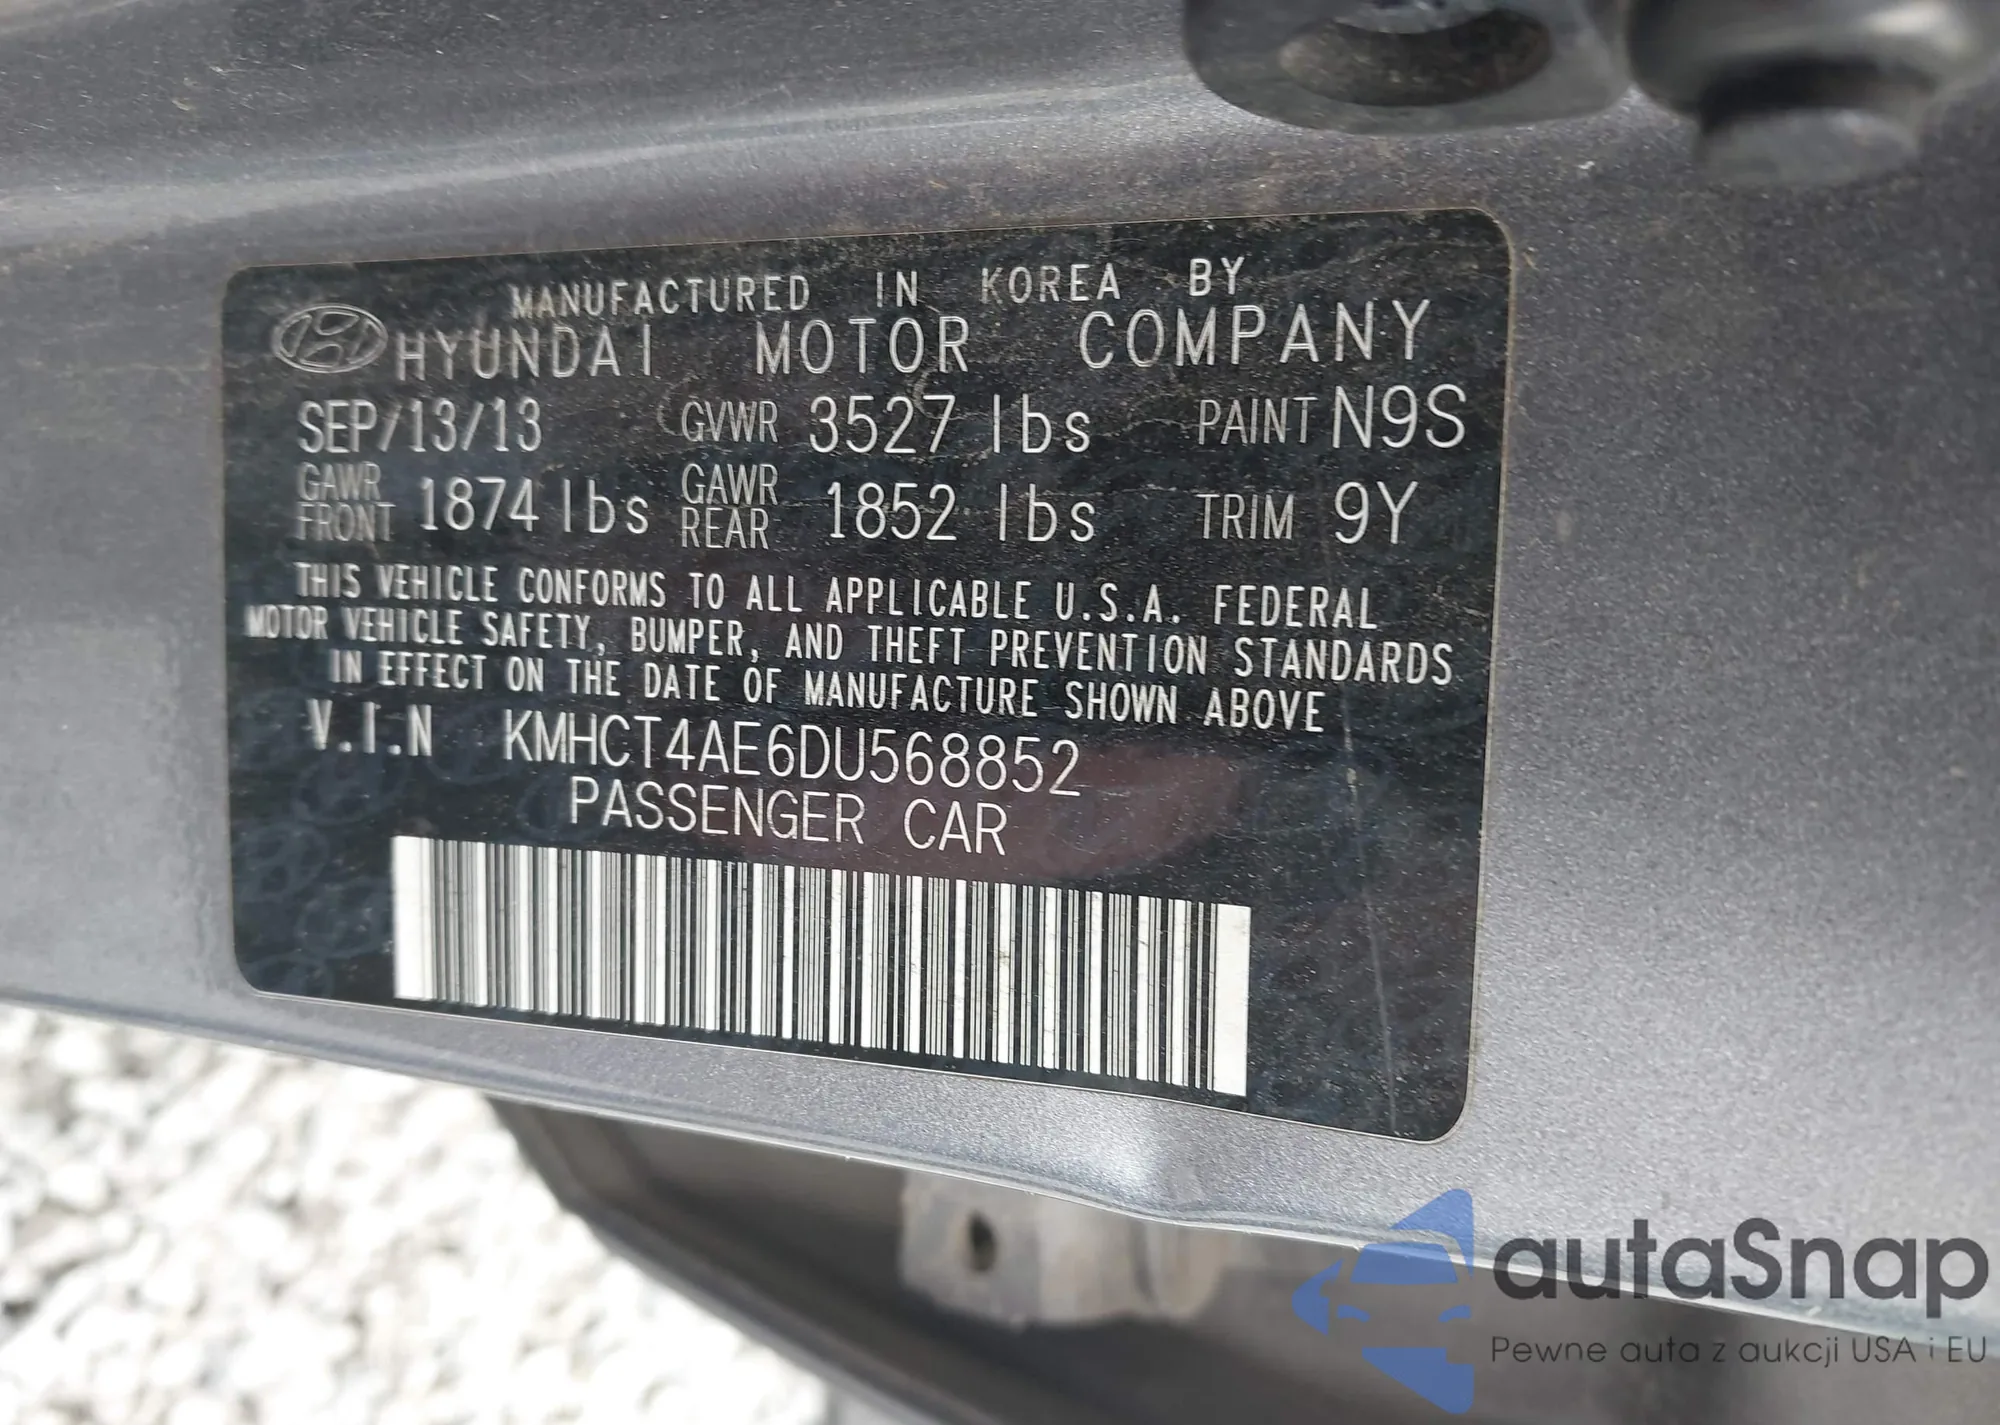 MANUFACTURED IN KOREA BY
HYUNDAI MOTOR COMPANY
SEP/13/13 GVWR 3527 lbs PAINT N9S
GAWR FRONT 1874 lbs GAWR REAR 1852 lbs TRIM 9Y
THIS VEHICLE CONFORMS TO ALL APPLICABLE U.S.A. FEDERAL
MOTOR VEHICLE SAFETY, BUMPER, AND THEFT PREVENTION STANDARDS
IN EFFECT ON THE DATE OF MANUFACTURE SHOWN ABOVE
V.I.N KMHCT4AE6DU568852
PASSENGER CAR
autaSnap
Pewne auta z aukcji USA i EU